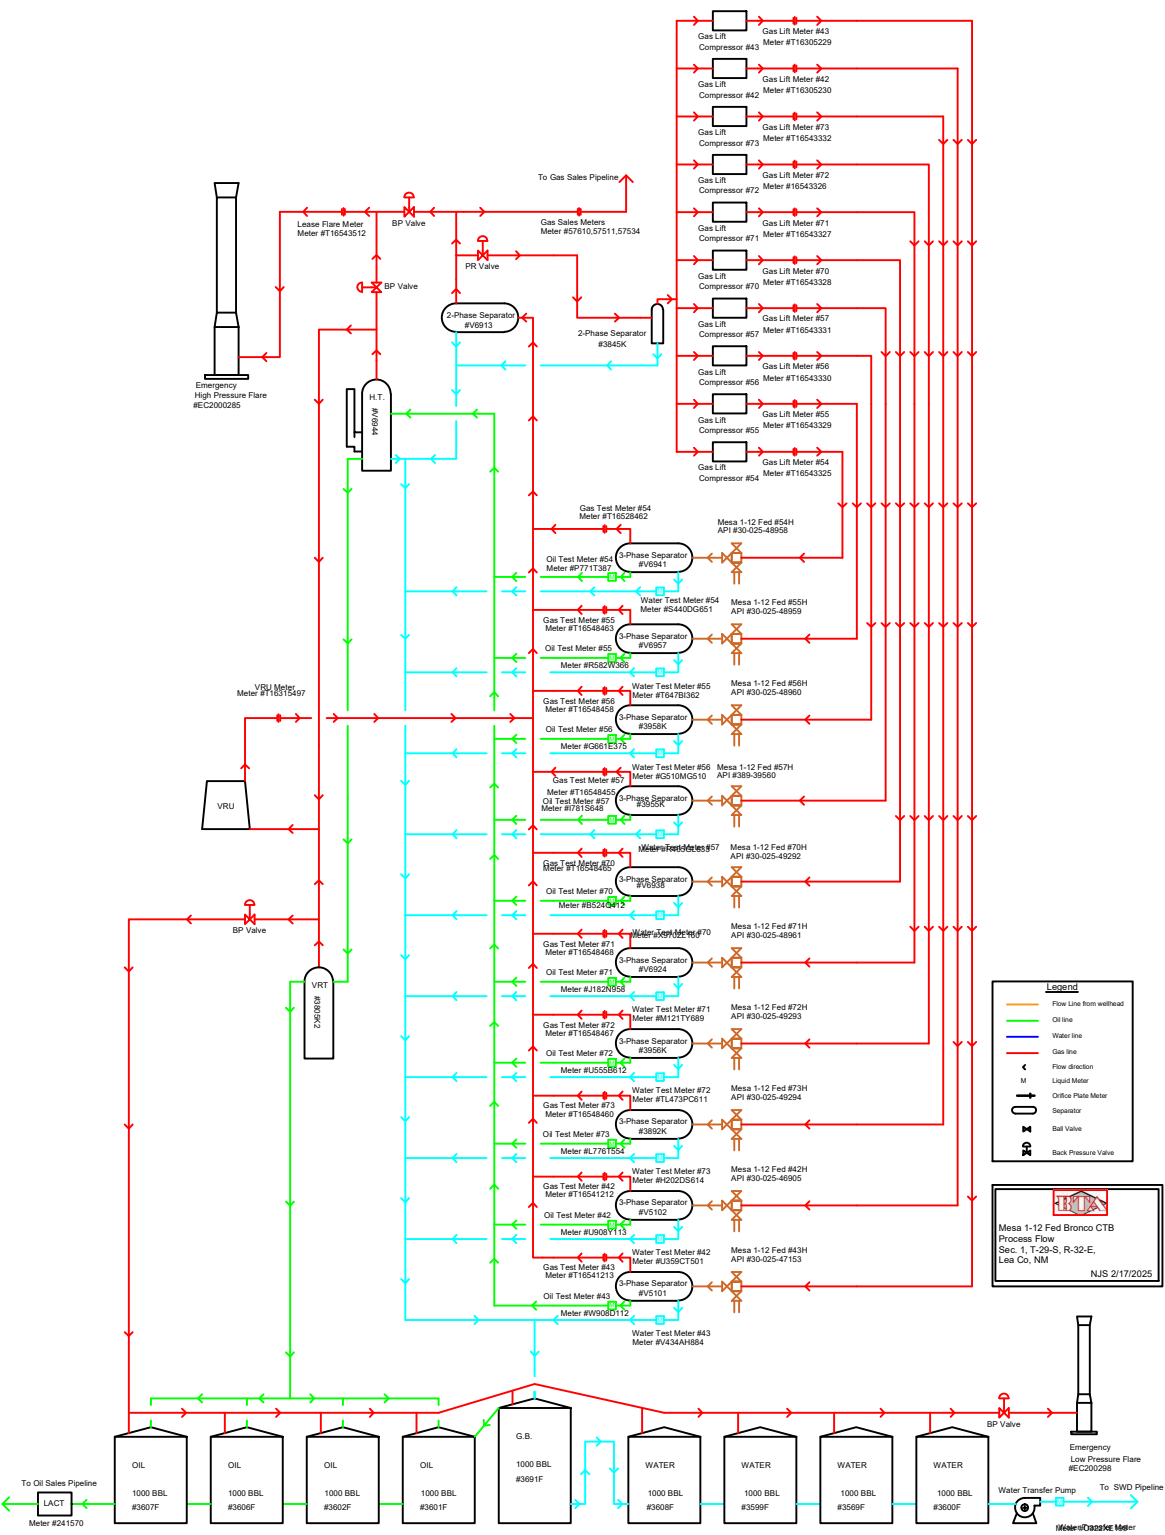 Gas Lift
Compressor #43
Gas Lift Meter #43
Meter #T16305229
Gas Lift
Compressor #42
Gas Lift Meter #42
Meter #T16305230
Gas Lift
Compressor #73
Gas Lift Meter #73
Meter #T16543332
Gas Lift
Compressor #72
Gas Lift Meter #72
Meter #16543326
Gas Lift
Compressor #71
Gas Lift Meter #71
Meter #T16543327
Gas Lift
Compressor #70
Gas Lift Meter #70
Meter #T16543328
Gas Lift
Compressor #57
Gas Lift Meter #57
Meter #T16543331
Gas Lift
Compressor #56
Gas Lift Meter #56
Meter #T16543330
Gas Lift
Compressor #55
Gas Lift Meter #55
Meter #T16543329
Gas Lift
Compressor #54
Gas Lift Meter #54
Meter #T16543325
To Gas Sales Pipeline
Lease Flare Meter
Meter #T16543512
BP Valve
Gas Sales Meters
#57610,57511,57534
PR Valve
BP Valve
2-Phase Separator
#V6913
2-Phase Separator
#3845K
Emergency
High Pressure Flare
#EC2000285
H.T.
#V6944
Gas Test Meter #54
Meter #T16528462
Mesa 1-12 Fed #54H
API #30-025-48958
Oil Test Meter #54
Meter #P771T387
3-Phase Separator
#V6941
Water Test Meter #54
Meter #S440DG651
Mesa 1-12 Fed #55H
API #30-025-48959
Gas Test Meter #55
Meter #T16548463
3-Phase Separator
#V6957
Oil Test Meter #55
Meter #R582W366
Water Test Meter #55
Meter #T647BI362
Mesa 1-12 Fed #56H
API #30-025-48960
Gas Test Meter #56
Meter #T16548458
3-Phase Separator
#3958K
Oil Test Meter #56
Meter #G661E375
Water Test Meter #56
Meter #G510MG510
Mesa 1-12 Fed #57H
API #389-39560
VRU Meter
Meter #T16315497
VRU
Gas Test Meter #57
Meter #T16548455
3-Phase Separator
#3955K
Oil Test Meter #57
Meter #I781S648
Water Test Meter #57
Mesa 1-12 Fed #70H
API #30-025-49292
Gas Test Meter #70
Meter #T16548465
3-Phase Separator
#V6938
Oil Test Meter #70
Meter #B524Q412
Water Test Meter #70
Mesa 1-12 Fed #71H
API #30-025-48961
BP Valve
Gas Test Meter #71
Meter #T16548468
3-Phase Separator
#V6924
Oil Test Meter #71
Meter #J182N958
VRT
#3805K2
Water Test Meter #71
Meter #M121TY689
Mesa 1-12 Fed #72H
API #30-025-49293
Gas Test Meter #72
Meter #T16548467
3-Phase Separator
#3956K
Oil Test Meter #72
Meter #U555B612
Water Test Meter #72
Meter #TL473PC611
Mesa 1-12 Fed #73H
API #30-025-49294
Gas Test Meter #73
Meter #T16548460
3-Phase Separator
#3892K
Oil Test Meter #73
Meter #L776T554
Water Test Meter #73
Meter #H202DS614
Mesa 1-12 Fed #42H
API #30-025-46905
Gas Test Meter #42
Meter #T16541212
3-Phase Separator
#V5102
Oil Test Meter #42
Meter #U908Y113
Water Test Meter #42
Meter #U359CT501
Mesa 1-12 Fed #43H
API #30-025-47153
Gas Test Meter #43
Meter #T16541213
3-Phase Separator
#V5101
Oil Test Meter #43
Meter #W908D112
Water Test Meter #43
Meter #V434AH884
Legend
Flow Line from wellhead
Oil line
Water line
Gas line
Flow direction
M Liquid Meter
Orifice Plate Meter
Separator
Ball Valve
Back Pressure Valve
BTA
Mesa 1-12 Fed Bronco CTB
Process Flow
Sec. 1, T-29-S, R-32-E,
Lea Co, NM
NJS 2/17/2025
BP Valve
Emergency
Low Pressure Flare
#EC200298
OIL
1000 BBL
#3607F
OIL
1000 BBL
#3606F
OIL
1000 BBL
#3602F
OIL
1000 BBL
#3601F
G.B.
1000 BBL
#3691F
WATER
1000 BBL
#3608F
WATER
1000 BBL
#3599F
WATER
1000 BBL
#3569F
WATER
1000 BBL
#3600F
To Oil Sales Pipeline
LACT
Meter #241570
Water Transfer Pump
To SWD Pipeline
Water Transfer Meter